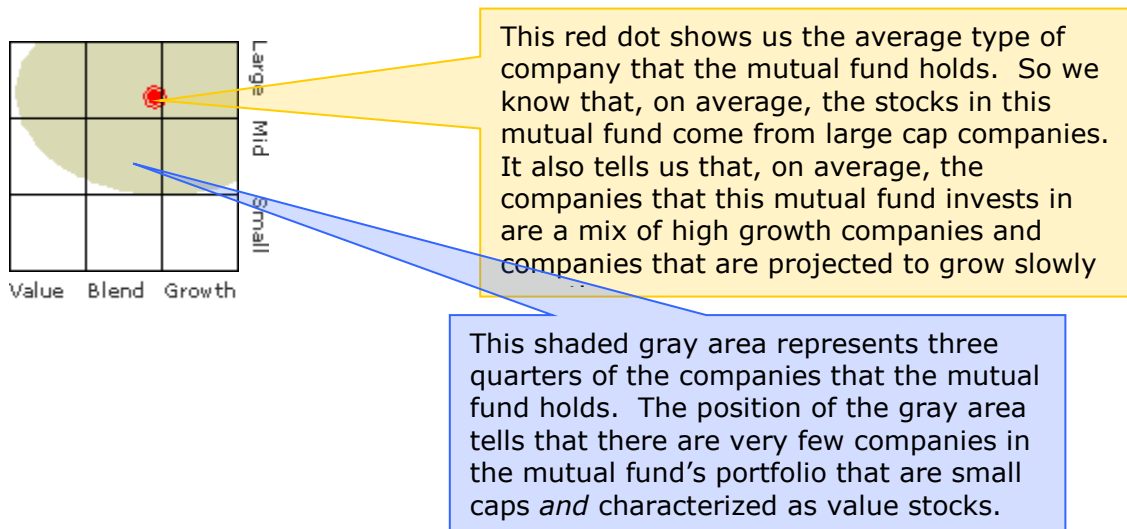 Large
Mid
Small
Value Blend Growth
This red dot shows us the average type of
company that the mutual fund holds. So we
know that, on average, the stocks in this
mutual fund come from large cap companies.
It also tells us that, on average, the
companies that this mutual fund invests in
are a mix of high growth companies and
companies that are projected to grow slowly
This shaded gray area represents three
quarters of the companies that the mutual
fund holds. The position of the gray area
tells that there are very few companies in
the mutual fund’s portfolio that are small
caps and characterized as value stocks.